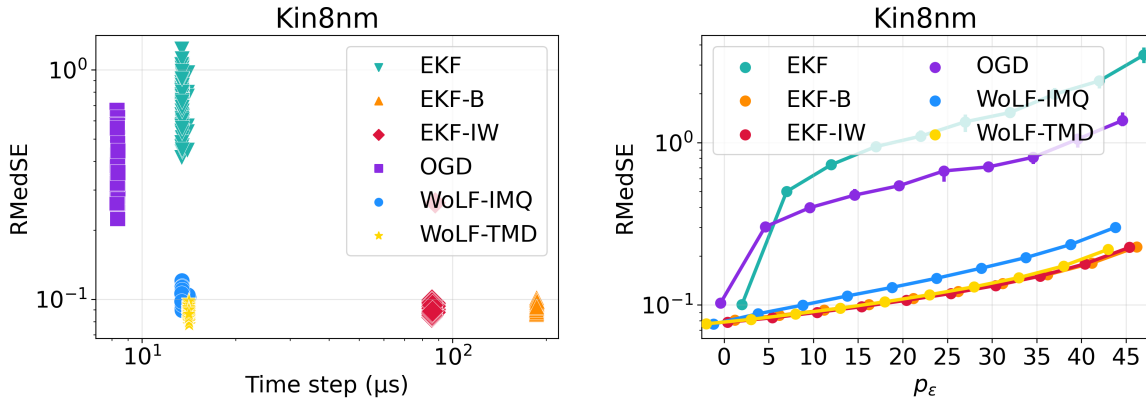 Kin8nm
RMedSE
10⁰
10⁻¹
10¹
10²
Time step (μs)
EKF
EKF-B
EKF-IW
OGD
WoLF-IMQ
WoLF-TMD
Kin8nm
RMedSE
10⁰
10⁻¹
EKF
EKF-B
EKF-IW
OGD
WoLF-IMQ
WoLF-TMD
0 5 10 15 20 25 30 35 40 45
pε